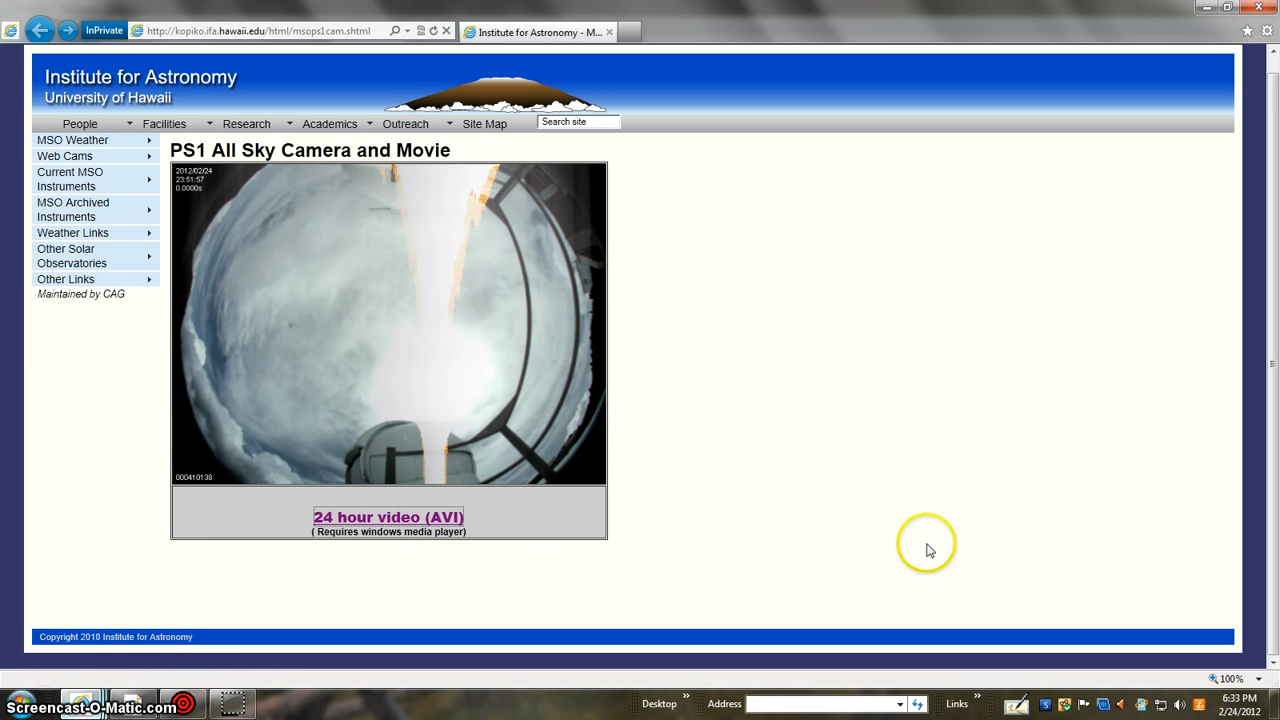 InPrivate
http://kopiko.ifa.hawaii.edu/html/msops1cam.shtml
Institute for Astronomy - M...
Institute for Astronomy
University of Hawaii
People
Facilities
Research
Academics
Outreach
Site Map
Search site
MSO Weather
Web Cams
Current MSO
Instruments
MSO Archived
Instruments
Weather Links
Other Solar
Observatories
Other Links
Maintained by CAG
PS1 All Sky Camera and Movie
2012/02/24
23:51:57
0.0000s
000410138
24 hour video (AVI)
( Requires windows media player)
Copyright 2010 Institute for Astronomy
100%
Screencast-O-Matic.com
Desktop
Address
Links
6:33 PM
2/24/2012